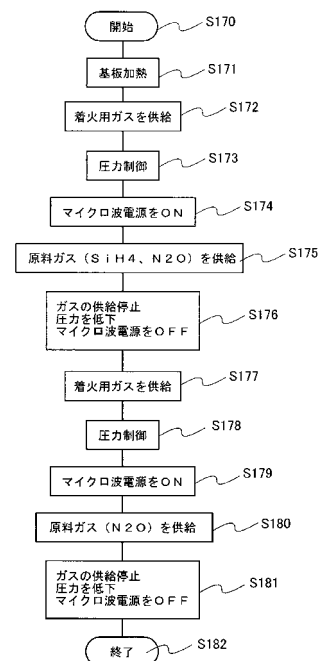 開始
S170
基板加熱
S171
着火用ガスを供給
S172
圧力制御
S173
マイクロ波電源をON
S174
原料ガス（SiH4、N2O）を供給
S175
ガスの供給停止
圧力を低下
マイクロ波電源をOFF
S176
着火用ガスを供給
S177
圧力制御
S178
マイクロ波電源をON
S179
原料ガス（N2O）を供給
S180
ガスの供給停止
圧力を低下
マイクロ波電源をOFF
S181
終了
S182